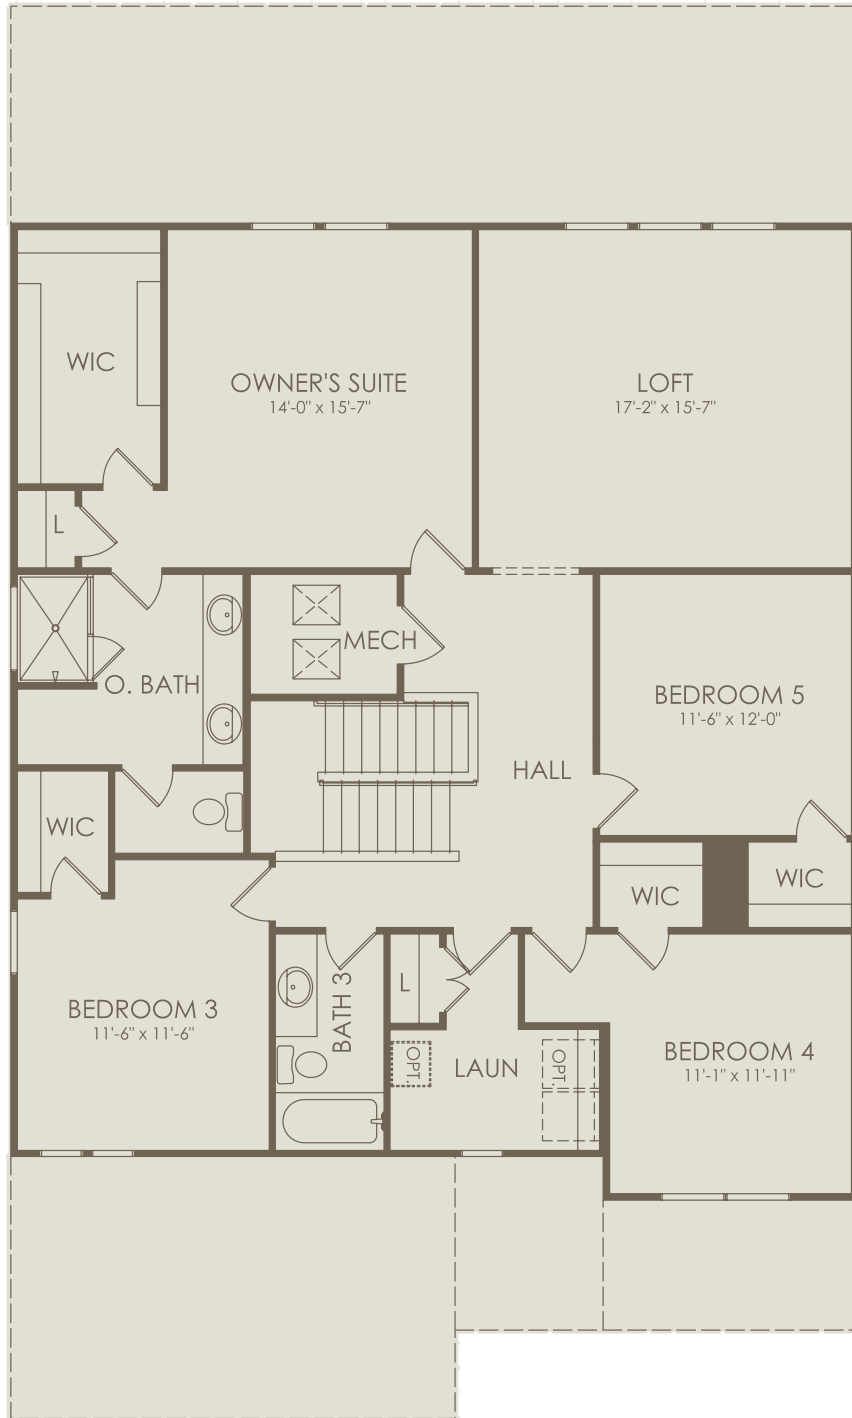 WIC
OWNER'S SUITE
14'-0" x 15'-7"
LOFT
17'-2" x 15'-7"
L
MECH
O. BATH
BEDROOM 5
11'-6" x 12'-0"
HALL
WIC
WIC
WIC
BEDROOM 3
11'-6" x 11'-6"
BATH 3
L
OPT.
LAUN
OPT.
BEDROOM 4
11'-1" x 11'-11"